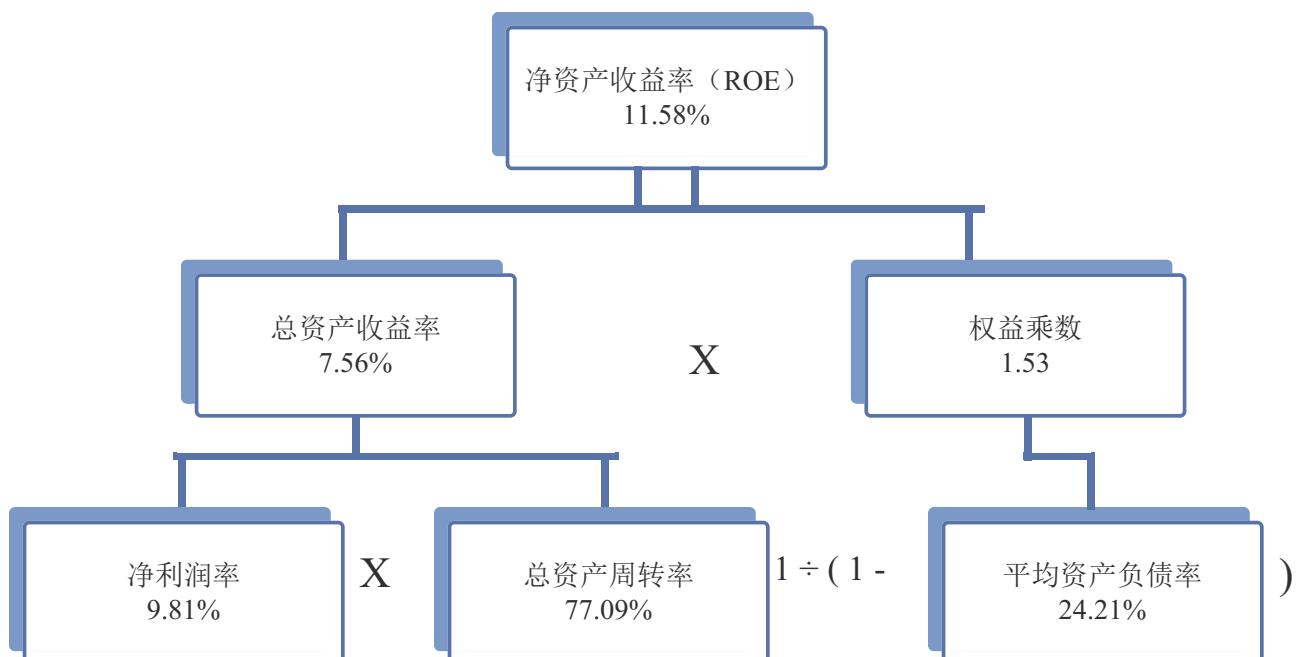 净资产收益率（ROE）
11.58%
总资产收益率
7.56%
X
权益乘数
1.53
净利润率
9.81%
X
总资产周转率
77.09%
1 ÷ ( 1 -
平均资产负债率
24.21%
)